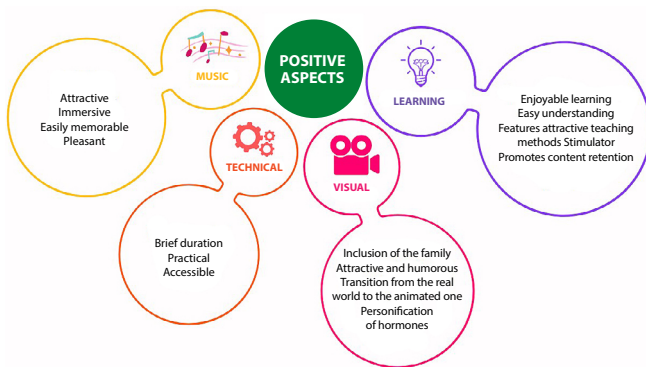 POSITIVE
ASPECTS
MUSIC
Attractive
Immersive
Easily memorable
Pleasant
TECHNICAL
Brief duration
Practical
Accessible
VISUAL
Inclusion of the family
Attractive and humorous
Transition from the real
world to the animated one
Personification
of hormones
LEARNING
Enjoyable learning
Easy understanding
Features attractive teaching
methods Stimulator
Promotes content retention